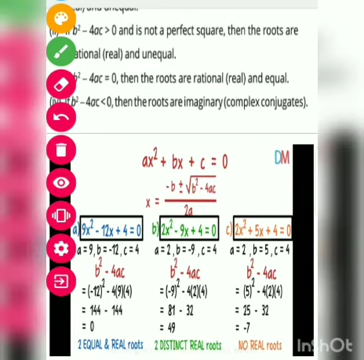 and unequal.
b² – 4ac > 0 and is not a perfect square, then the roots are
ational (real) and unequal.
b² – 4ac = 0, then the roots are rational (real) and equal.
b² – 4ac < 0, then the roots are imaginary (complex conjugates).
ax² + bx + c = 0
DM
x = (-b ± √(b² - 4ac)) / 2a
a) 9x² - 12x + 4 = 0 b) 2x² - 9x + 4 = 0 c) 2x² + 5x + 4 = 0
a = 9, b = -12, c = 4 a = 2, b = -9, c = 4 a = 2, b = 5, c = 4
b² - 4ac b² - 4ac b² - 4ac
= (-12)² - 4(9)(4) = (-9)² - 4(2)(4) = (5)² - 4(2)(4)
= 144 - 144 = 81 - 32 = 25 - 32
= 0 = 49 = -7
2 EQUAL & REAL roots 2 DISTINCT REAL roots NO REAL roots
InShOt